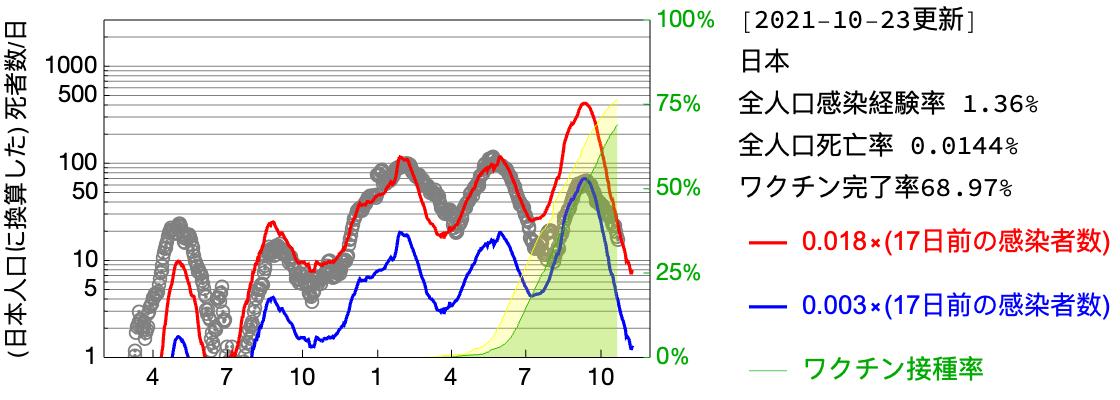 (日本人口に換算した) 死者数/日
1000
500
100
50
10
5
1
4
7
10
1
4
7
10
100%
75%
50%
25%
0%
[2021-10-23更新]
日本
全人口感染経験率 1.36%
全人口死亡率 0.0144%
ワクチン完了率68.97%
0.018×(17日前の感染者数)
0.003×(17日前の感染者数)
ワクチン接種率